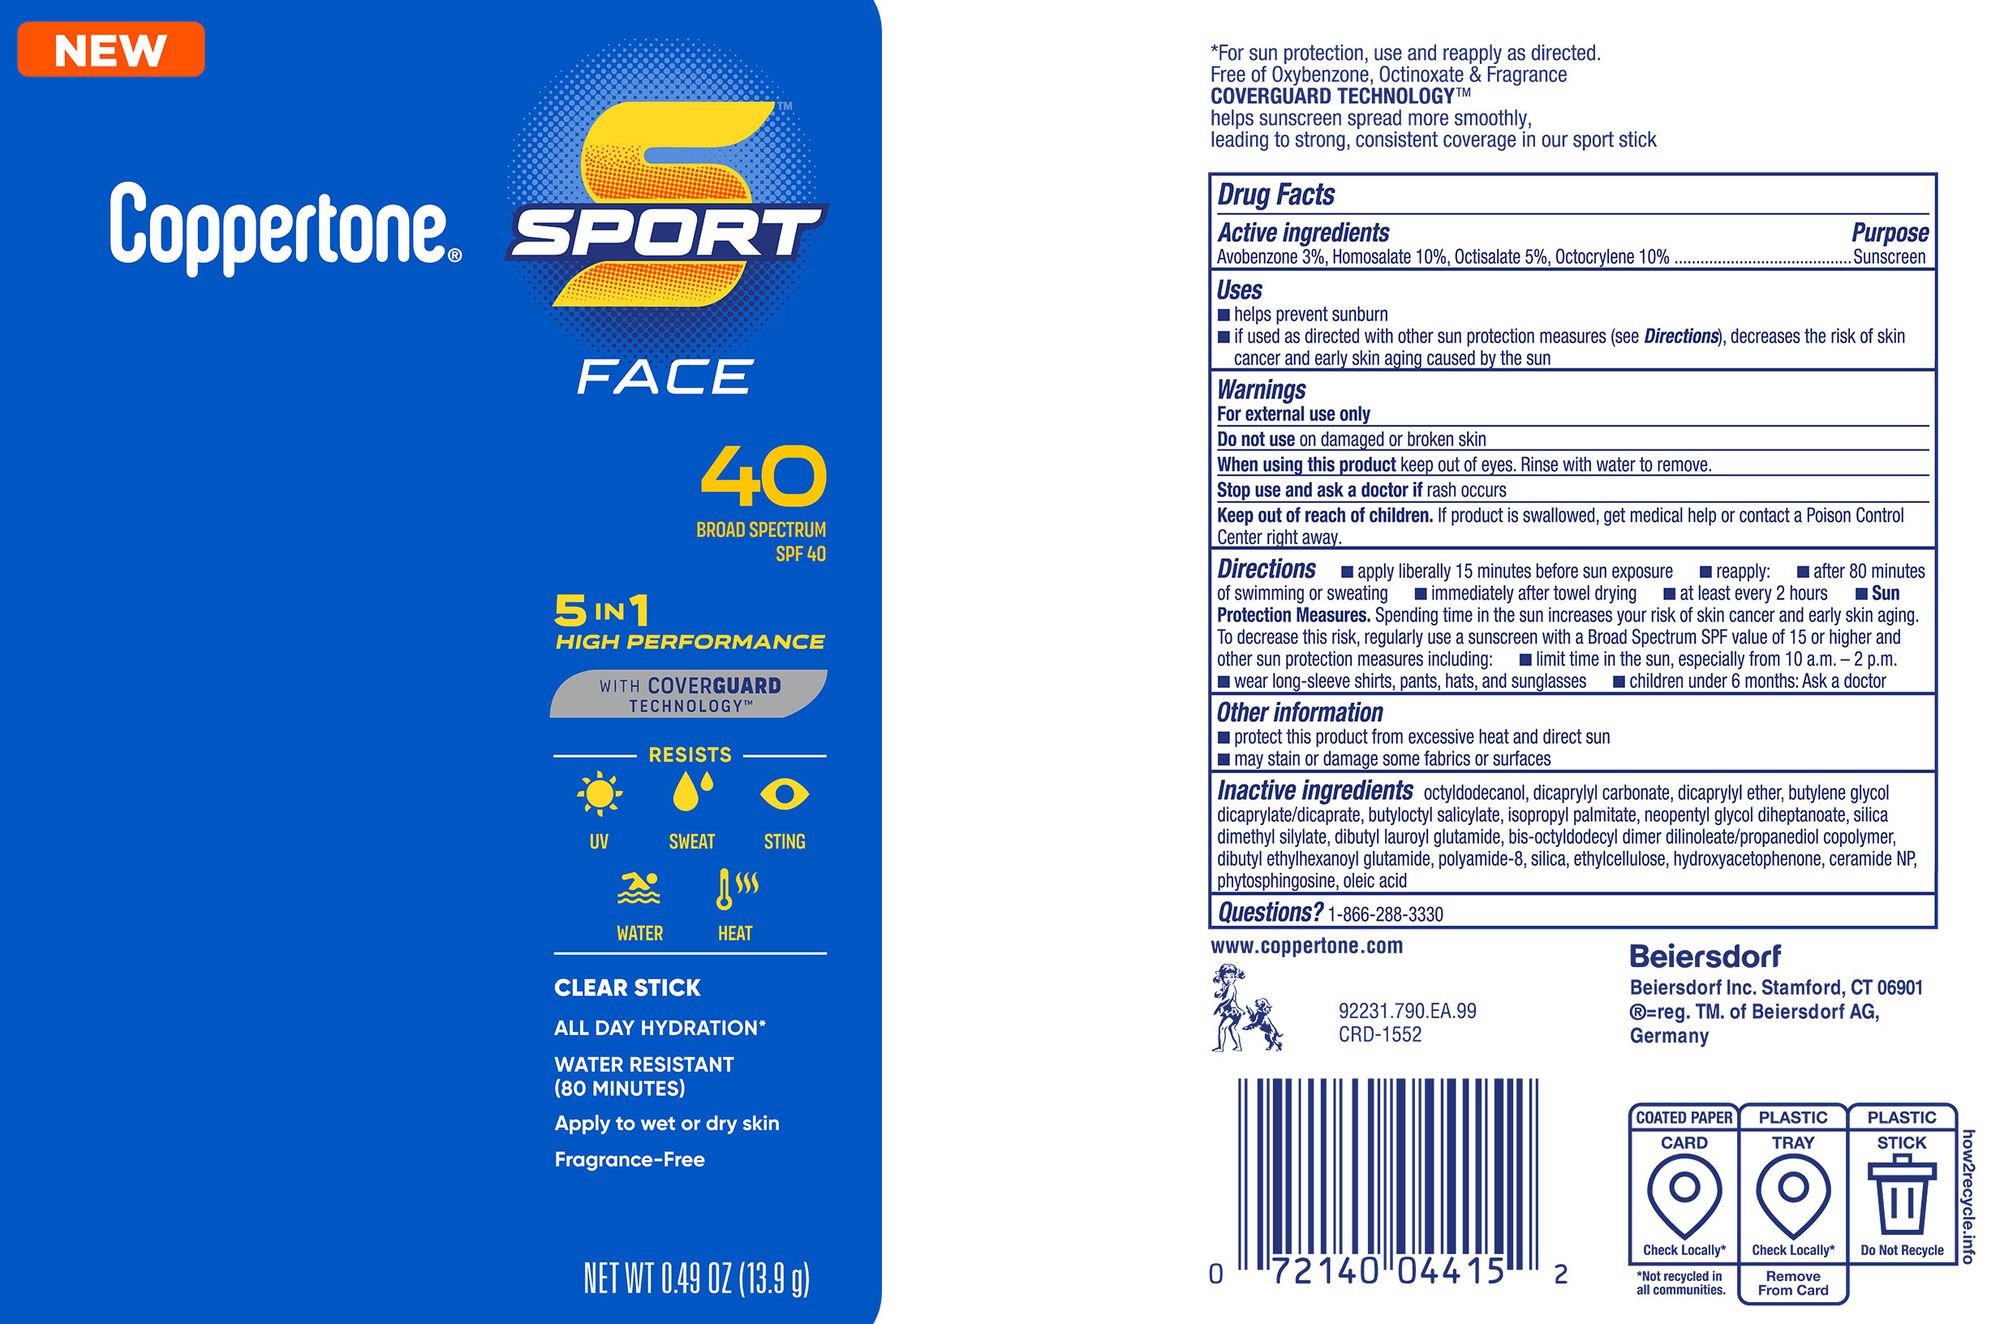 NEW
Coppertone®
™
SPORT
FACE
40
BROAD SPECTRUM
SPF 40
5 IN 1
HIGH PERFORMANCE
WITH COVERGUARD
TECHNOLOGY™
RESISTS
UV SWEAT STING
WATER HEAT
CLEAR STICK
ALL DAY HYDRATION*
WATER RESISTANT
(80 MINUTES)
Apply to wet or dry skin
Fragrance-Free
NET WT 0.49 OZ (13.9 g)
*For sun protection, use and reapply as directed.
Free of Oxybenzone, Octinoxate & Fragrance
COVERGUARD TECHNOLOGY™
helps sunscreen spread more smoothly,
leading to strong, consistent coverage in our sport stick
Drug Facts
Active ingredients Purpose
Avobenzone 3%, Homosalate 10%, Octisalate 5%, Octocrylene 10% ......................................... Sunscreen
Uses
■ helps prevent sunburn
■ if used as directed with other sun protection measures (see Directions), decreases the risk of skin
cancer and early skin aging caused by the sun
Warnings
For external use only
Do not use on damaged or broken skin
When using this product keep out of eyes. Rinse with water to remove.
Stop use and ask a doctor if rash occurs
Keep out of reach of children. If product is swallowed, get medical help or contact a Poison Control
Center right away.
Directions ■ apply liberally 15 minutes before sun exposure ■ reapply: ■ after 80 minutes
of swimming or sweating ■ immediately after towel drying ■ at least every 2 hours ■ Sun
Protection Measures. Spending time in the sun increases your risk of skin cancer and early skin aging.
To decrease this risk, regularly use a sunscreen with a Broad Spectrum SPF value of 15 or higher and
other sun protection measures including: ■ limit time in the sun, especially from 10 a.m. – 2 p.m.
■ wear long-sleeve shirts, pants, hats, and sunglasses ■ children under 6 months: Ask a doctor
Other information
■ protect this product from excessive heat and direct sun
■ may stain or damage some fabrics or surfaces
Inactive ingredients octyldodecanol, dicaprylyl carbonate, dicaprylyl ether, butylene glycol
dicaprylate/dicaprate, butyloctyl salicylate, isopropyl palmitate, neopentyl glycol diheptanoate, silica
dimethyl silylate, dibutyl lauroyl glutamide, bis-octyldodecyl dimer dilinoleate/propanediol copolymer,
dibutyl ethylhexanoyl glutamide, polyamide-8, silica, ethylcellulose, hydroxyacetophenone, ceramide NP,
phytosphingosine, oleic acid
Questions? 1-866-288-3330
www.coppertone.com
92231.790.EA.99
CRD-1552
Beiersdorf
Beiersdorf Inc. Stamford, CT 06901
®=reg. TM. of Beiersdorf AG,
Germany
0 72140 04415 2
COATED PAPER PLASTIC PLASTIC
CARD TRAY STICK
Check Locally* Check Locally* Do Not Recycle
*Not recycled in
all communities.
Remove
From Card
how2recycle.info